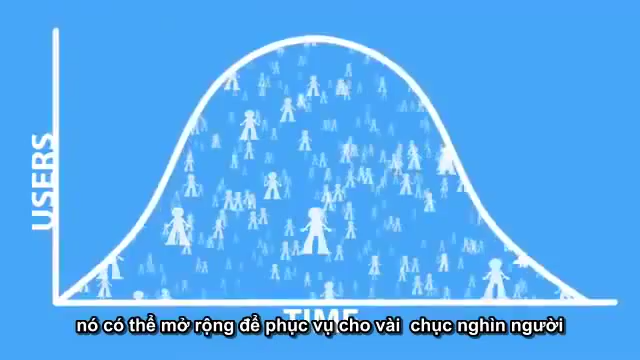 USERS
TIME
nó có thể mở rộng để phục vụ cho vài chục nghìn người